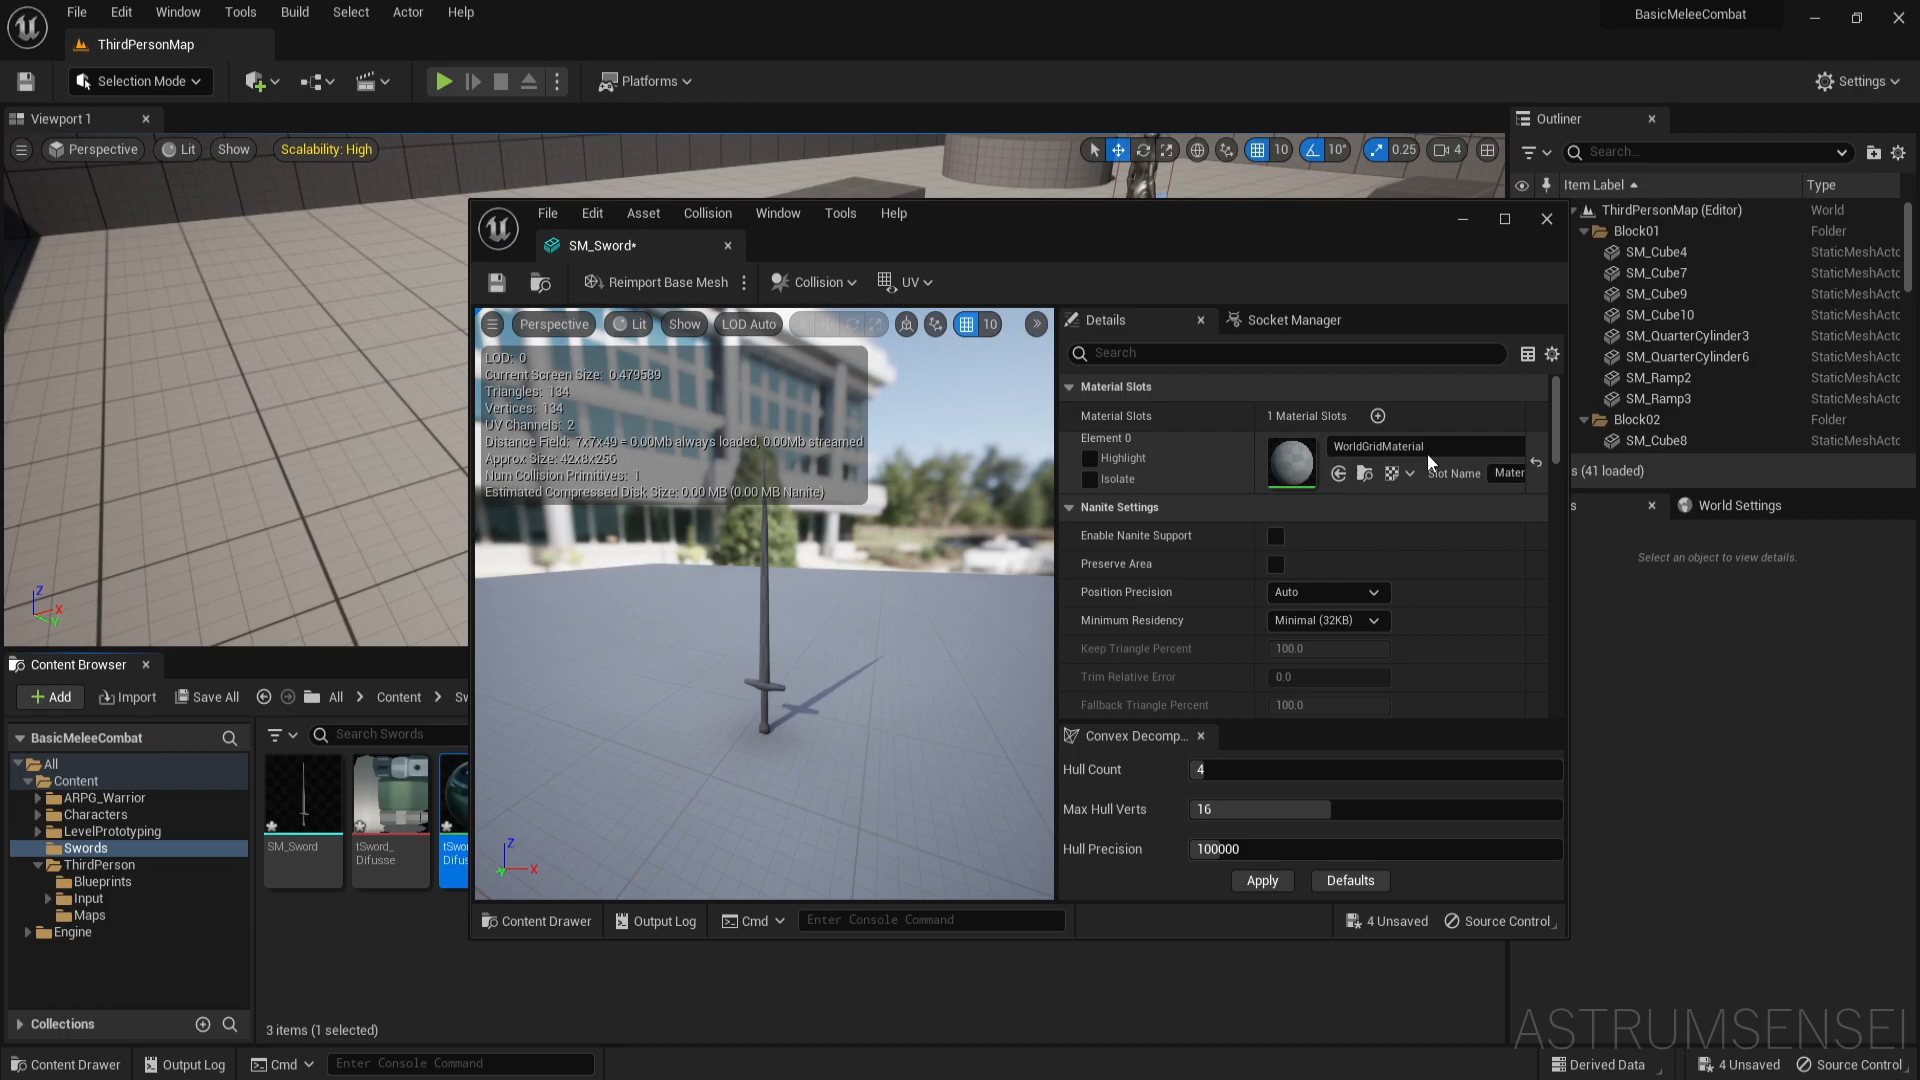 File Edit Window Tools Build Select Actor Help
BasicMeleeCombat
ThirdPersonMap
Selection Mode
Platforms
Settings
Viewport 1
Outliner
Perspective Lit Show Scalability: High
10 10° 0.25 4
Search...
Item Label Type
ThirdPersonMap (Editor) World
Block01 Folder
SM_Cube4 StaticMeshActo
SM_Cube7 StaticMeshActo
SM_Cube9 StaticMeshActo
SM_Cube10 StaticMeshActo
SM_QuarterCylinder3 StaticMeshActo
SM_QuarterCylinder6 StaticMeshActo
SM_Ramp2 StaticMeshActo
SM_Ramp3 StaticMeshActo
Block02 Folder
SM_Cube8 StaticMeshActo
s (41 loaded)
s World Settings
Select an object to view details.
File Edit Asset Collision Window Tools Help
SM_Sword*
Reimport Base Mesh Collision UV
Perspective Lit Show LOD Auto 10
LOD: 0
Current Screen Size: 0.479589
Triangles: 134
Vertices: 134
UV Channels: 2
Distance Field: 7x7x49 = 0.00Mb always loaded, 0.00Mb streamed
Approx Size: 42x8x256
Num Collision Primitives: 1
Estimated Compressed Disk Size: 0.00 MB (0.00 MB Nanite)
Z
X
Details Socket Manager
Search
Material Slots
Material Slots 1 Material Slots
Element 0
Highlight
Isolate
WorldGridMaterial
Slot Name Mater
Nanite Settings
Enable Nanite Support
Preserve Area
Position Precision Auto
Minimum Residency Minimal (32KB)
Keep Triangle Percent 100.0
Trim Relative Error 0.0
Fallback Triangle Percent 100.0
Convex Decomp...
Hull Count 4
Max Hull Verts 16
Hull Precision 100000
Apply Defaults
Content Drawer Output Log Cmd Enter Console Command 4 Unsaved Source Control
Z
X
Y
Content Browser
Add Import Save All All Content Sw
BasicMeleeCombat
Search Swords
All
Content
ARPG_Warrior
Characters
LevelPrototyping
Swords
ThirdPerson
Blueprints
Input
Maps
Engine
SM_Sword
tSword_
Difusse
tSwor
Difus
Collections
3 items (1 selected)
ASTRUMSENSEI
Content Drawer Output Log Cmd Enter Console Command Derived Data 4 Unsaved Source Control